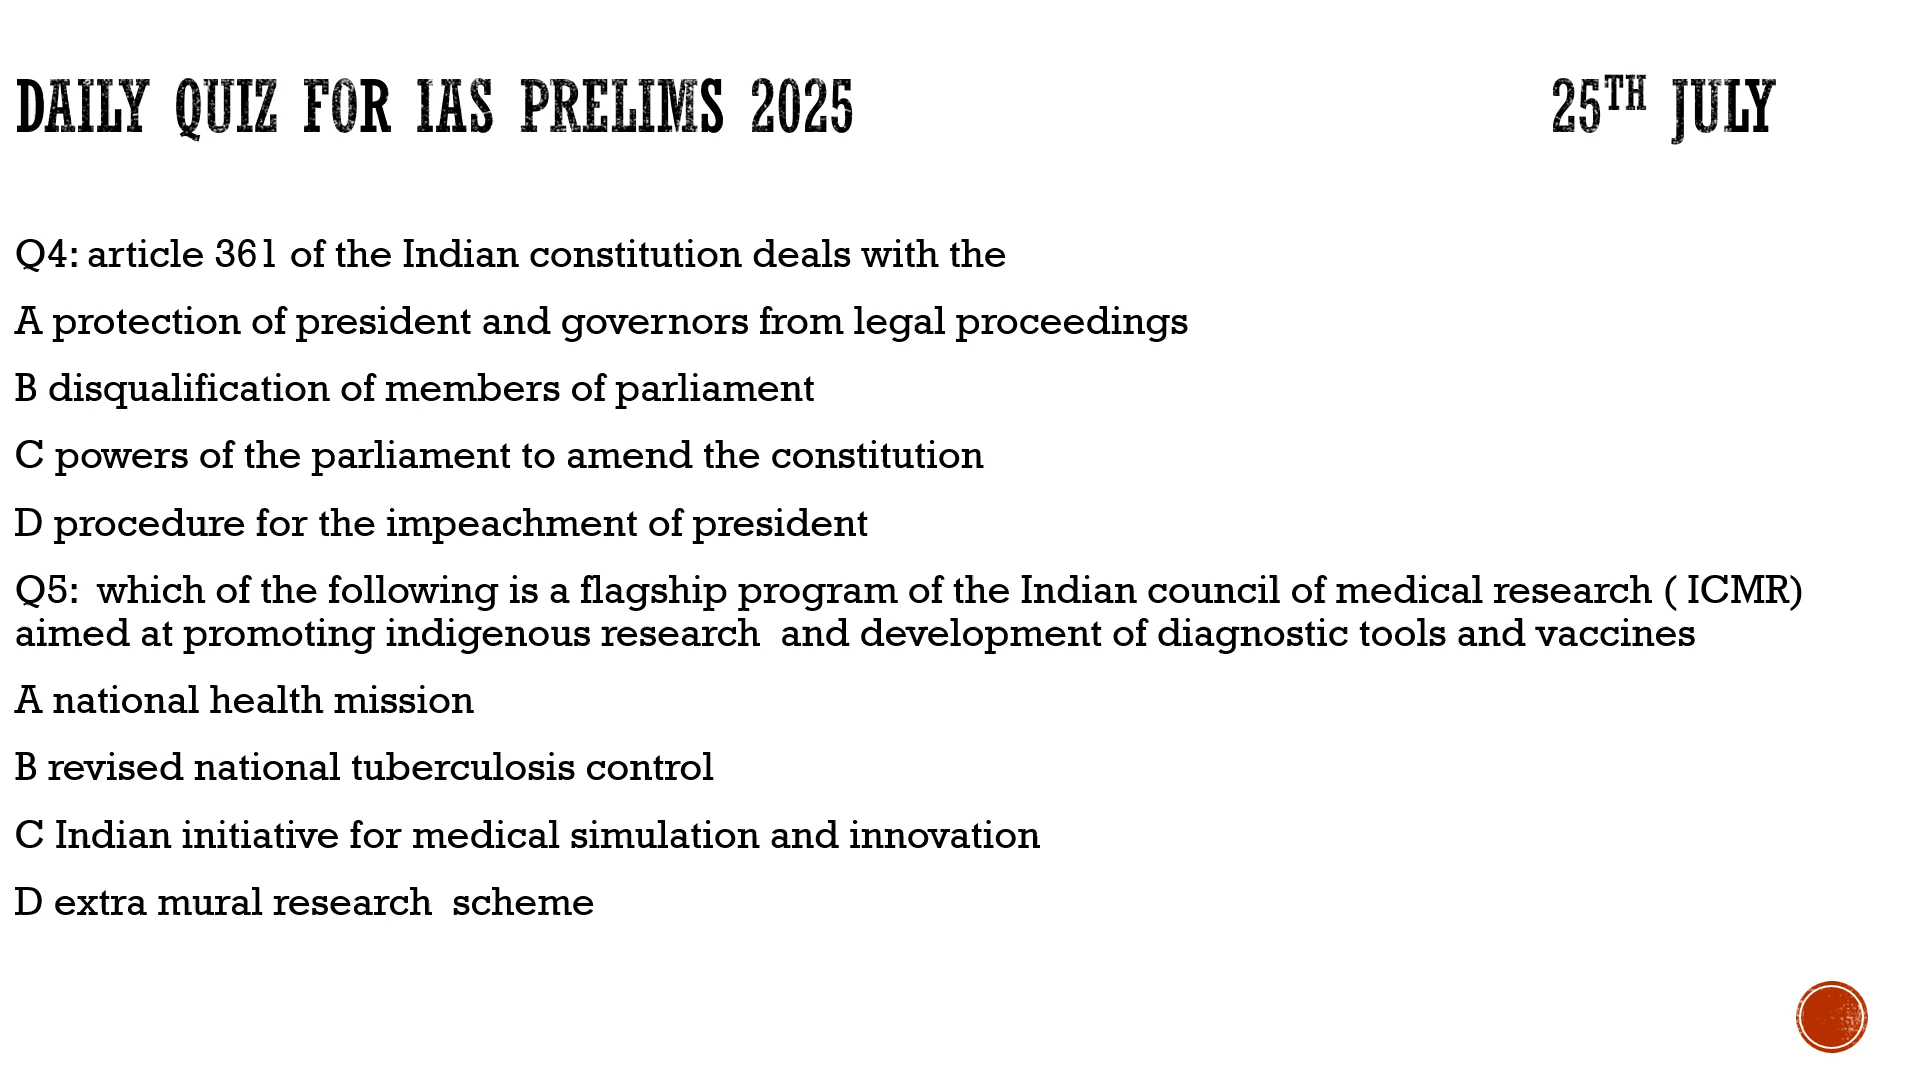 DAILY QUIZ FOR IAS PRELIMS 2025 25TH JULY
Q4: article 361 of the Indian constitution deals with the
A protection of president and governors from legal proceedings
B disqualification of members of parliament
C powers of the parliament to amend the constitution
D procedure for the impeachment of president
Q5:  which of the following is a flagship program of the Indian council of medical research ( ICMR)
aimed at promoting indigenous research  and development of diagnostic tools and vaccines
A national health mission
B revised national tuberculosis control
C Indian initiative for medical simulation and innovation
D extra mural research  scheme